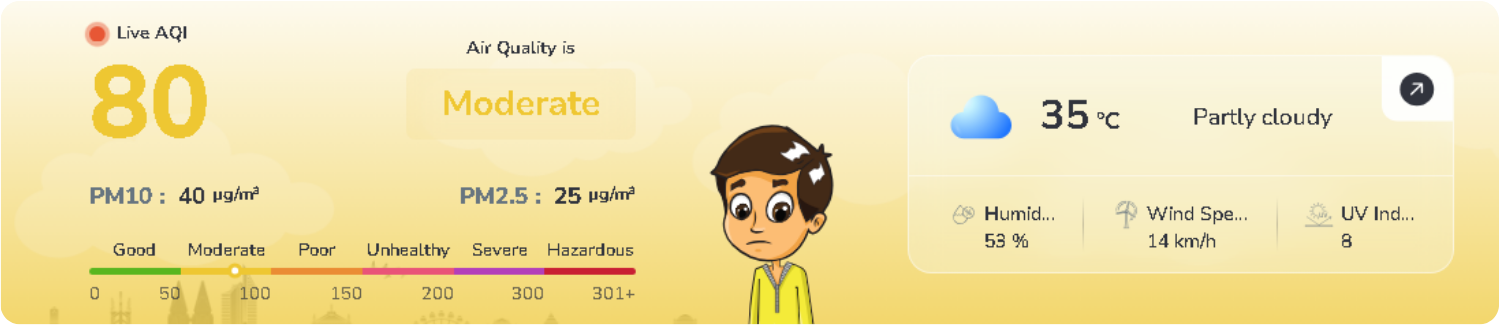 Live AQI
80
Air Quality is
Moderate
PM10 : 40 µg/m³
PM2.5 : 25 µg/m³
Good Moderate Poor Unhealthy Severe Hazardous
0 50 100 150 200 300 301+
35 °C Partly cloudy
Humid... Wind Spe... UV Ind...
53 % 14 km/h 8